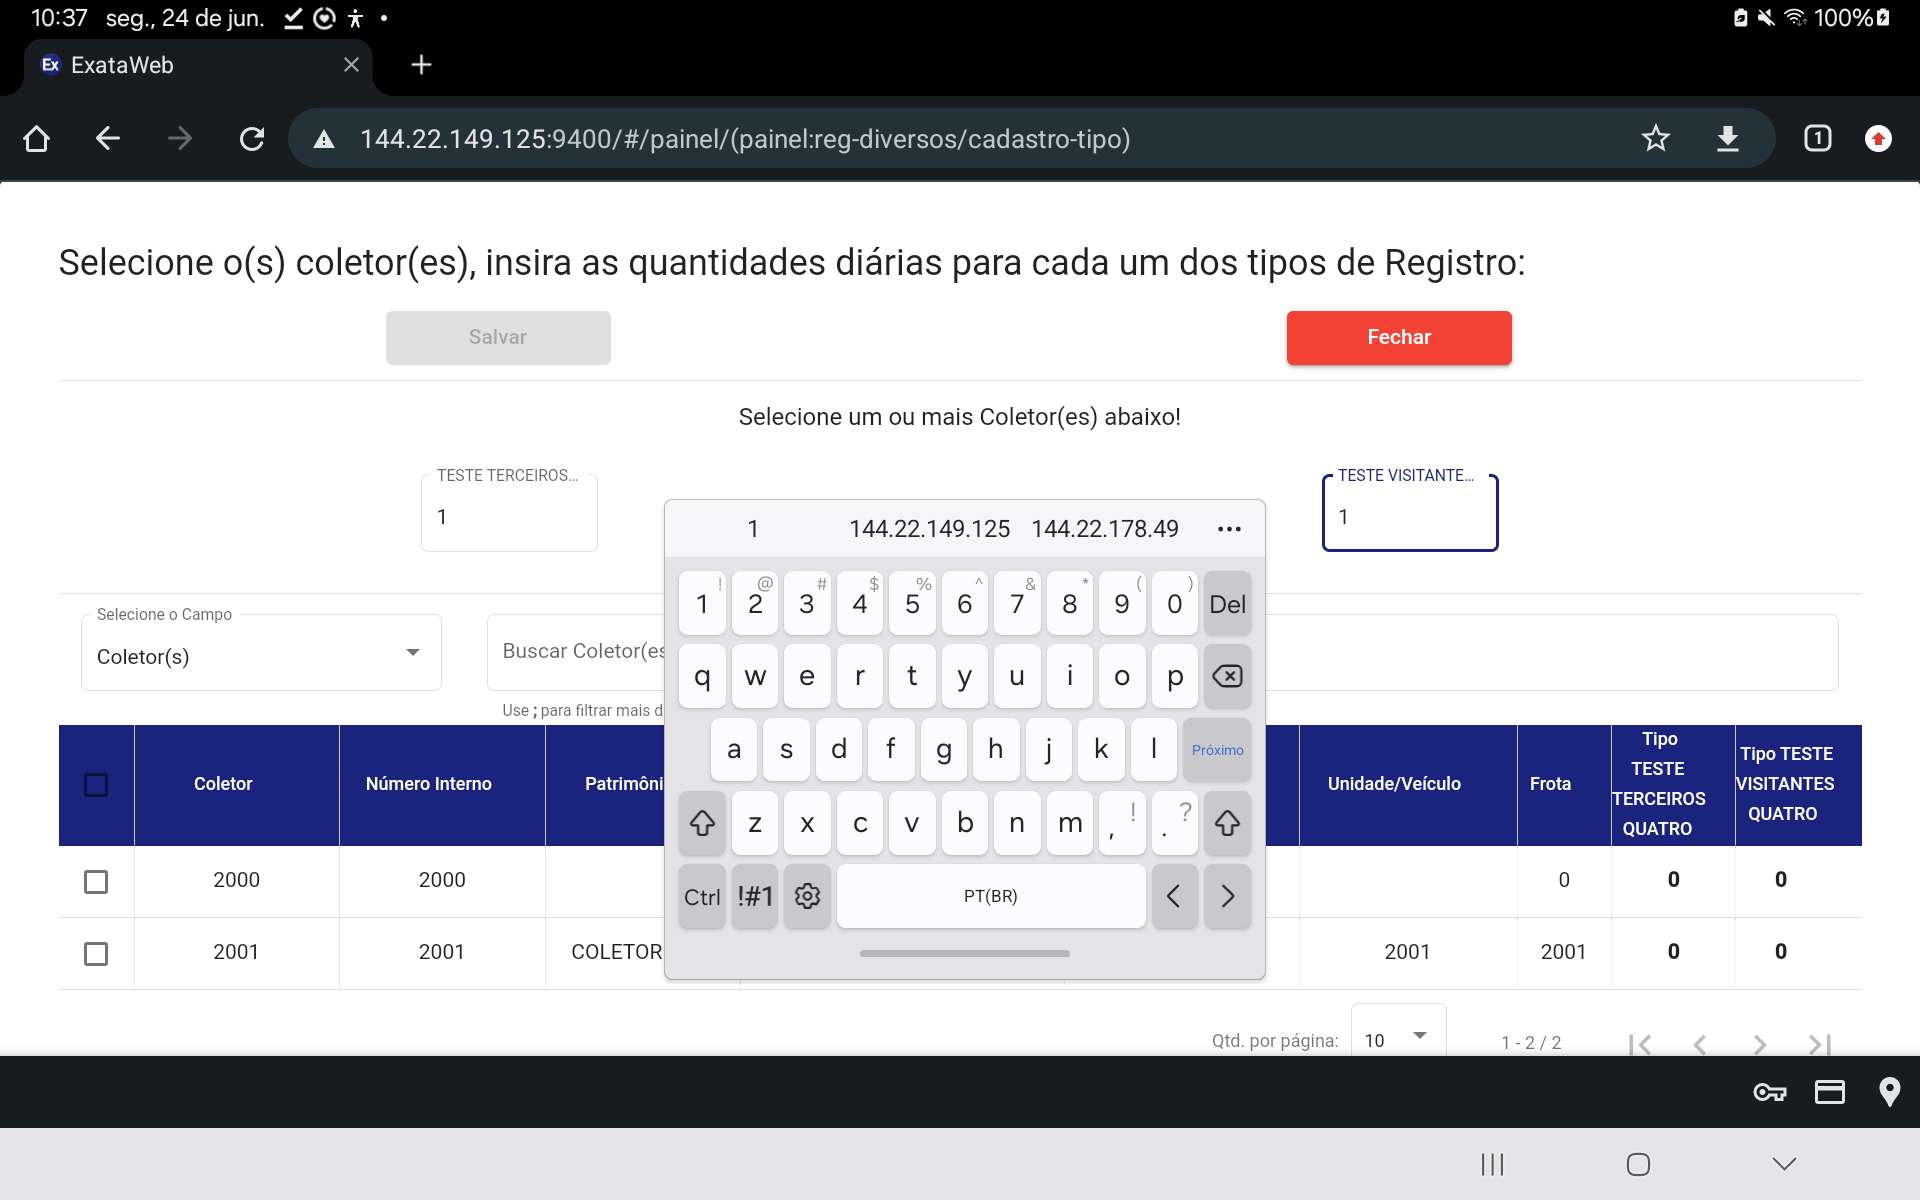 10:37 seg., 24 de jun. 100%
Ex ExataWeb
144.22.149.125:9400/#/painel/(painel:reg-diversos/cadastro-tipo) 1
Selecione o(s) coletor(es), insira as quantidades diárias para cada um dos tipos de Registro:
Salvar Fechar
Selecione um ou mais Coletor(es) abaixo!
TESTE TERCEIROS... TESTE VISITANTE...
1 1
Selecione o Campo
Coletor(s)
Buscar Coletor(es
Use ; para filtrar mais d
Coletor
Número Interno
Patrimôni
Unidade/Veículo
Frota
Tipo
TESTE
TERCEIROS
QUATRO
Tipo TESTE
VISITANTES
QUATRO
2000 2000 0 0 0
2001 2001 COLETOR 2001 2001 0 0
Qtd. por página: 10 1 - 2 / 2
1 144.22.149.125 144.22.178.49 •••
! @ # $ % ^ & * ( )
1 2 3 4 5 6 7 8 9 0 Del
q w e r t y u i o p
a s d f g h j k l Próximo
z x c v b n m , ! . ?
Ctrl !#1 PT(BR) < >